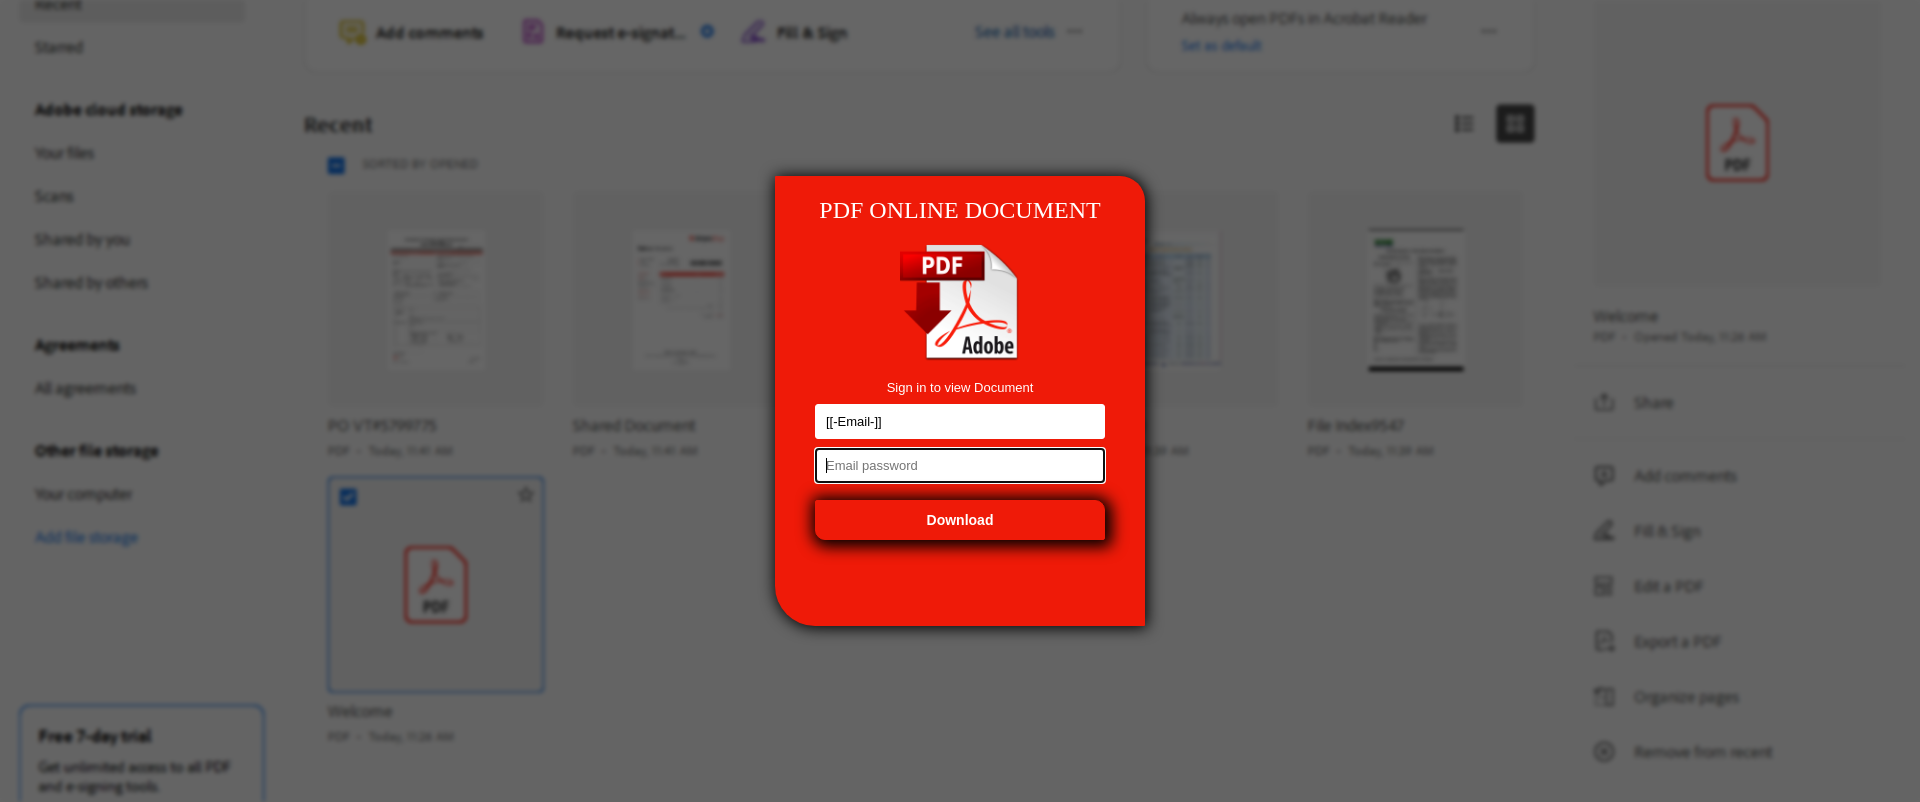 Recent
Starred
Adobe cloud storage
Your files
Scans
Shared by you
Shared by others
Agreements
All agreements
Other file storage
Your computer
Add file storage
Free 7-day trial
Get unlimited access to all PDF
and e-signing tools.
Add comments
Request e-signat...
Fill & Sign
See all tools
Always open PDFs in Acrobat Reader
Set as default
Recent
SORTED BY OPENED
PO VT#5799775
PDF • Today, 11:41 AM
Shared Document
PDF • Today, 11:41 AM
AM
File Index9547
PDF • Today, 11:39 AM
PDF
Welcome
PDF • Today, 11:26 AM
PDF ONLINE DOCUMENT
PDF
Adobe
Sign in to view Document
[[-Email-]]
Email password
Download
PDF
Welcome
PDF • Opened Today, 11:26 AM
Share
Add comments
Fill & Sign
Edit a PDF
Export a PDF
Organize pages
Remove from recent